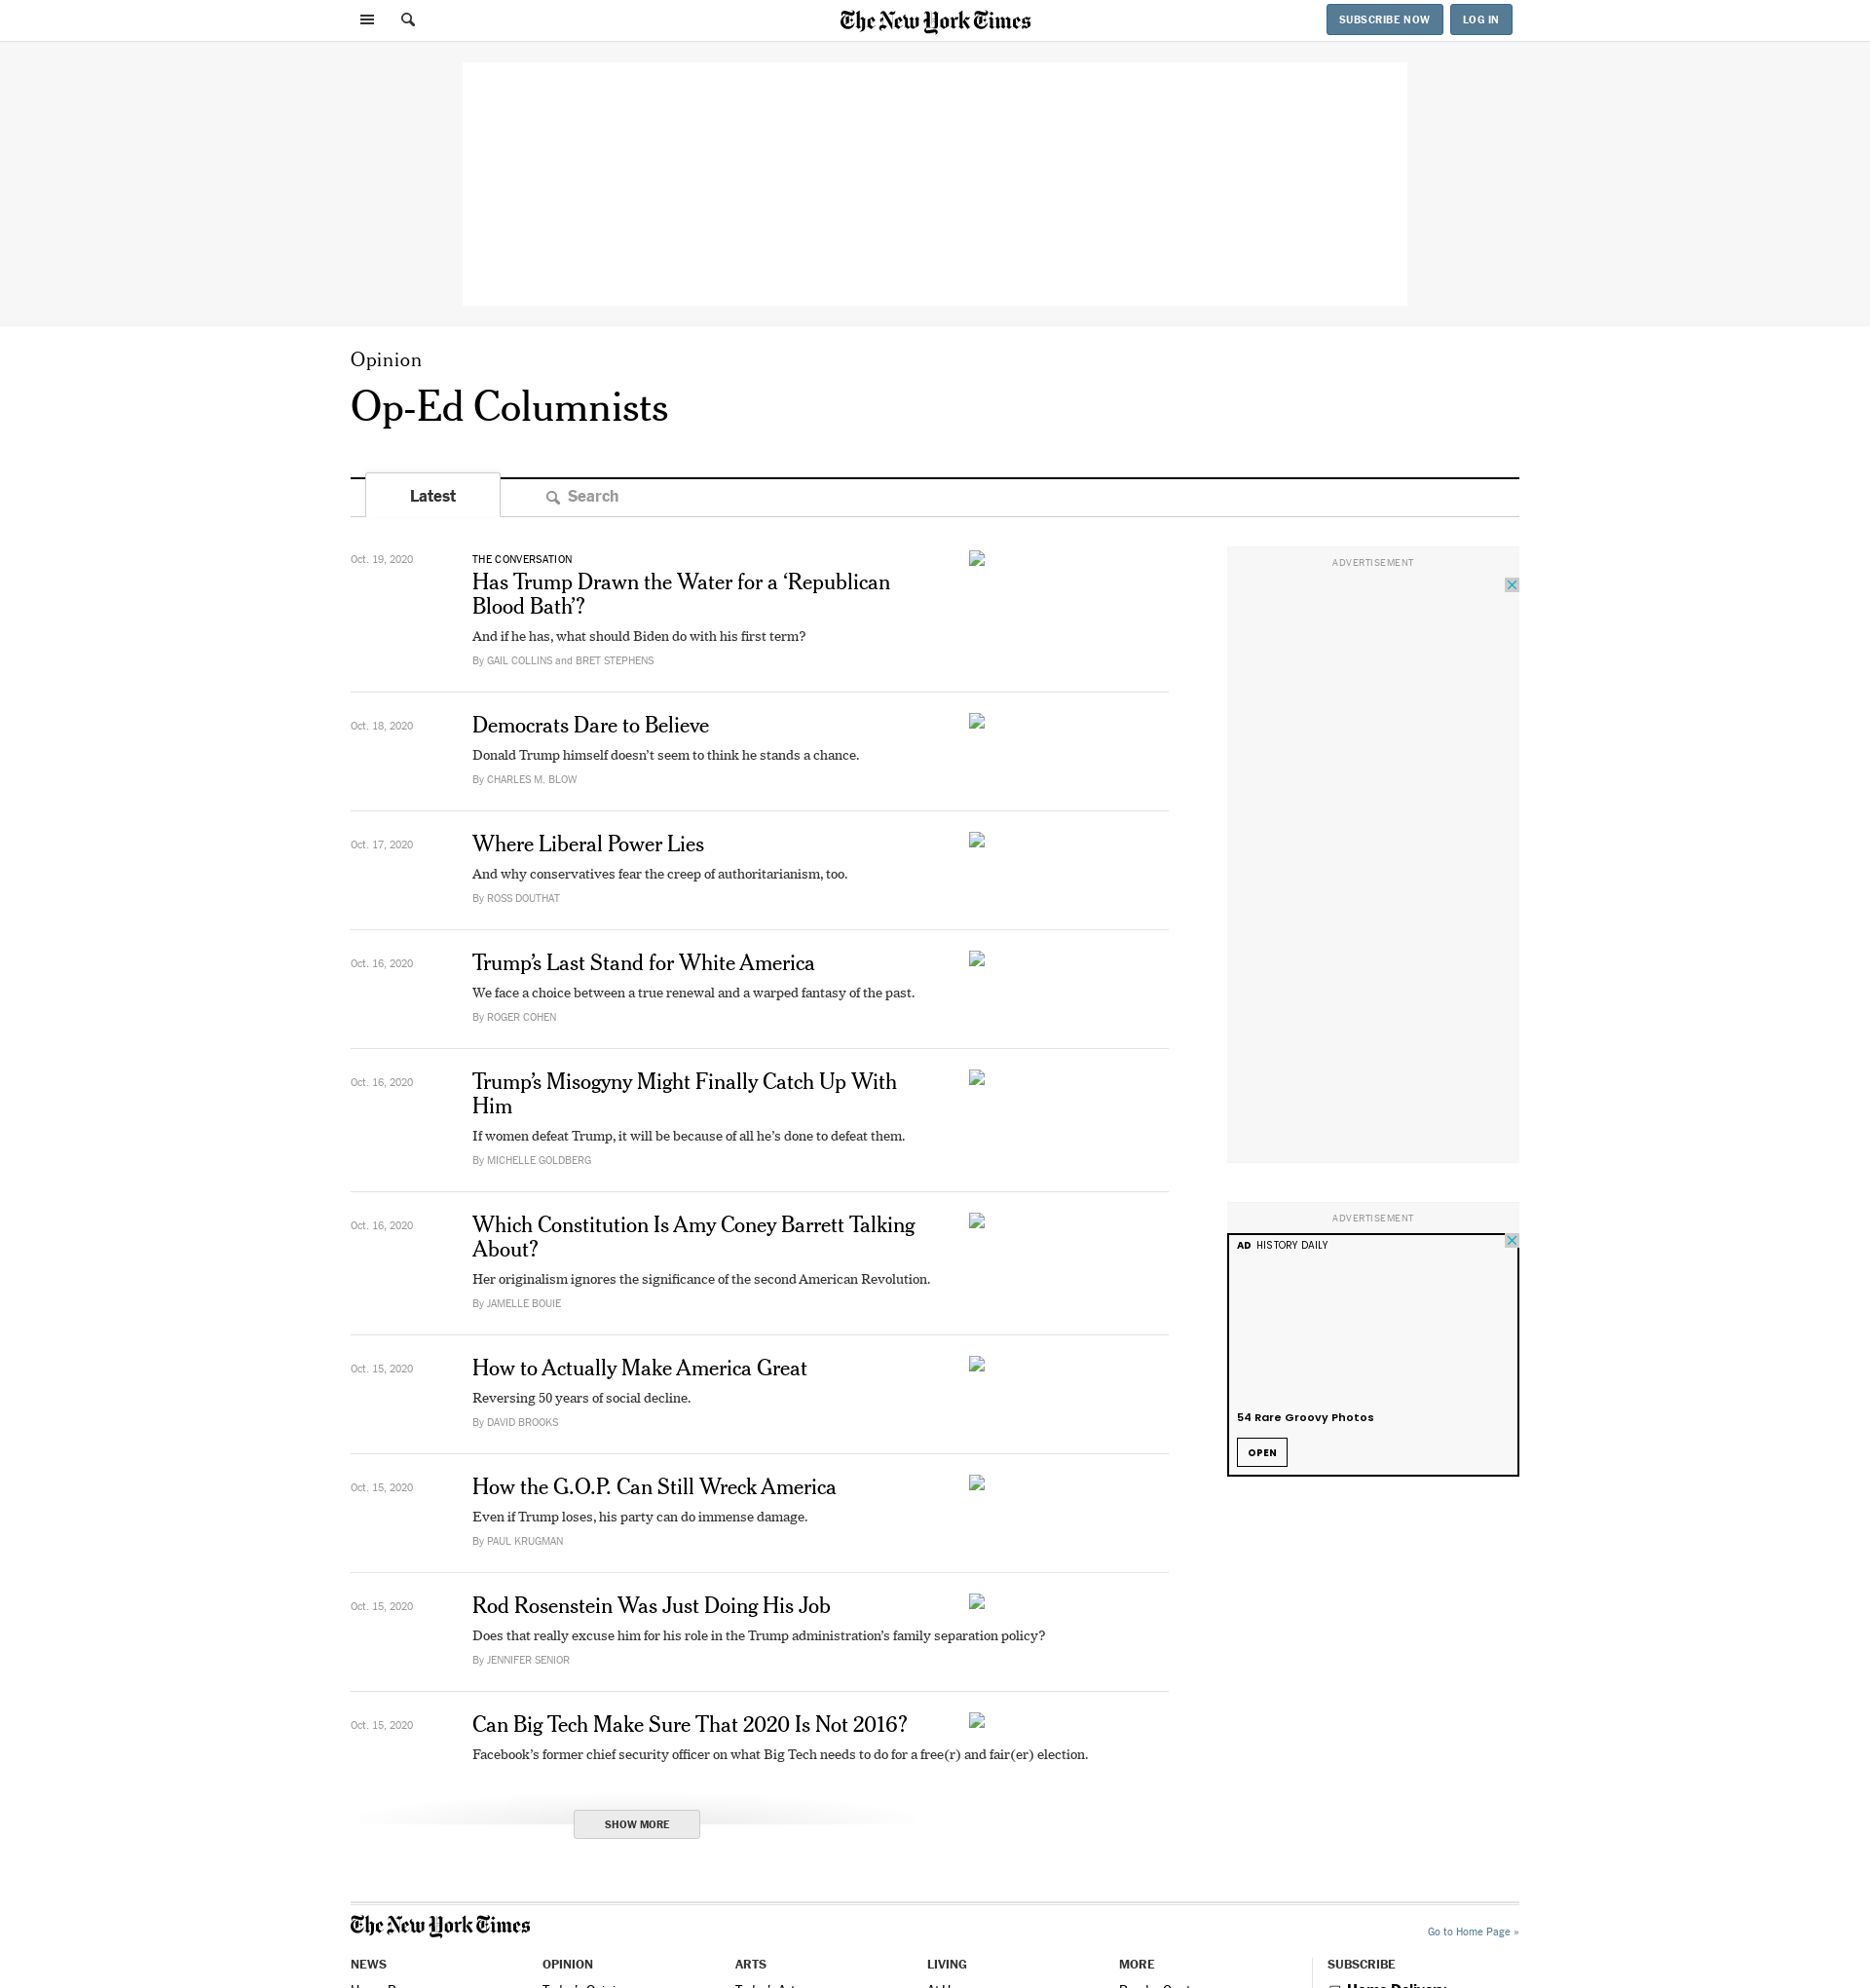 The New York Times
SUBSCRIBE NOW
LOG IN
Opinion
Op-Ed Columnists
Latest
Search
Oct. 19, 2020
THE CONVERSATION
Has Trump Drawn the Water for a ‘Republican
Blood Bath’?
And if he has, what should Biden do with his first term?
By GAIL COLLINS and BRET STEPHENS
Oct. 18, 2020
Democrats Dare to Believe
Donald Trump himself doesn’t seem to think he stands a chance.
By CHARLES M. BLOW
Oct. 17, 2020
Where Liberal Power Lies
And why conservatives fear the creep of authoritarianism, too.
By ROSS DOUTHAT
Oct. 16, 2020
Trump’s Last Stand for White America
We face a choice between a true renewal and a warped fantasy of the past.
By ROGER COHEN
Oct. 16, 2020
Trump’s Misogyny Might Finally Catch Up With
Him
If women defeat Trump, it will be because of all he’s done to defeat them.
By MICHELLE GOLDBERG
Oct. 16, 2020
Which Constitution Is Amy Coney Barrett Talking
About?
Her originalism ignores the significance of the second American Revolution.
By JAMELLE BOUIE
Oct. 15, 2020
How to Actually Make America Great
Reversing 50 years of social decline.
By DAVID BROOKS
Oct. 15, 2020
How the G.O.P. Can Still Wreck America
Even if Trump loses, his party can do immense damage.
By PAUL KRUGMAN
Oct. 15, 2020
Rod Rosenstein Was Just Doing His Job
Does that really excuse him for his role in the Trump administration’s family separation policy?
By JENNIFER SENIOR
Oct. 15, 2020
Can Big Tech Make Sure That 2020 Is Not 2016?
Facebook’s former chief security officer on what Big Tech needs to do for a free(r) and fair(er) election.
SHOW MORE
ADVERTISEMENT
ADVERTISEMENT
AD HISTORY DAILY
54 Rare Groovy Photos
OPEN
The New York Times
Go to Home Page »
NEWS
OPINION
ARTS
LIVING
MORE
SUBSCRIBE